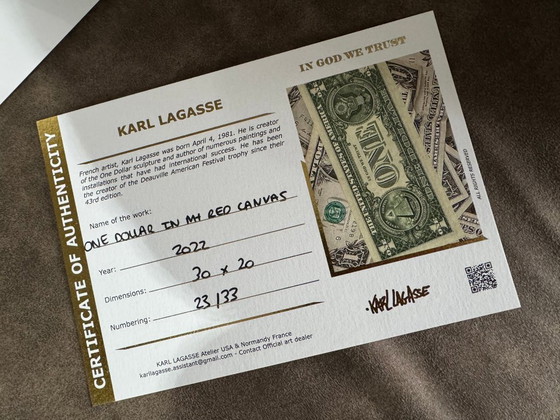 CERTIFICATE OF AUTHENTICITY
KARL LAGASSE
French artist, Karl Lagasse was born April 4, 1981. He is creator
of the One Dollar sculpture and author of numerous paintings and
installations that have had international success. He has been
the creator of the Deauville American Festival trophy since their
43rd edition.
Name of the work:
ONE DOLLAR IN MY RED CANVAS
Year: 2022
Dimensions: 30 x 20
Numbering: 23/33
KARL LAGASSE Atelier USA & Normandy France
karllagasse.assistant@gmail.com - Contact Official art dealer
IN GOD WE TRUST
ONE
KARL LAGASSE